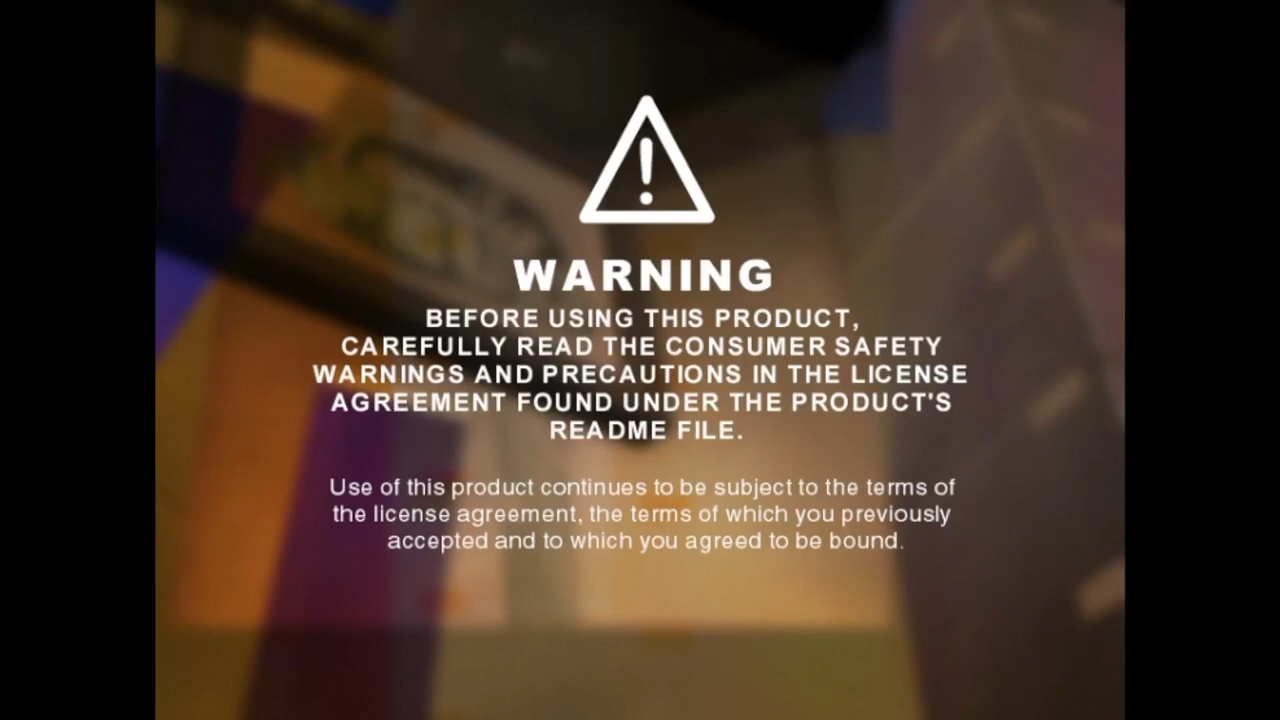 WARNING
BEFORE USING THIS PRODUCT,
CAREFULLY READ THE CONSUMER SAFETY
WARNINGS AND PRECAUTIONS IN THE LICENSE
AGREEMENT FOUND UNDER THE PRODUCT'S
README FILE.
Use of this product continues to be subject to the terms of
the license agreement, the terms of which you previously
accepted and to which you agreed to be bound.